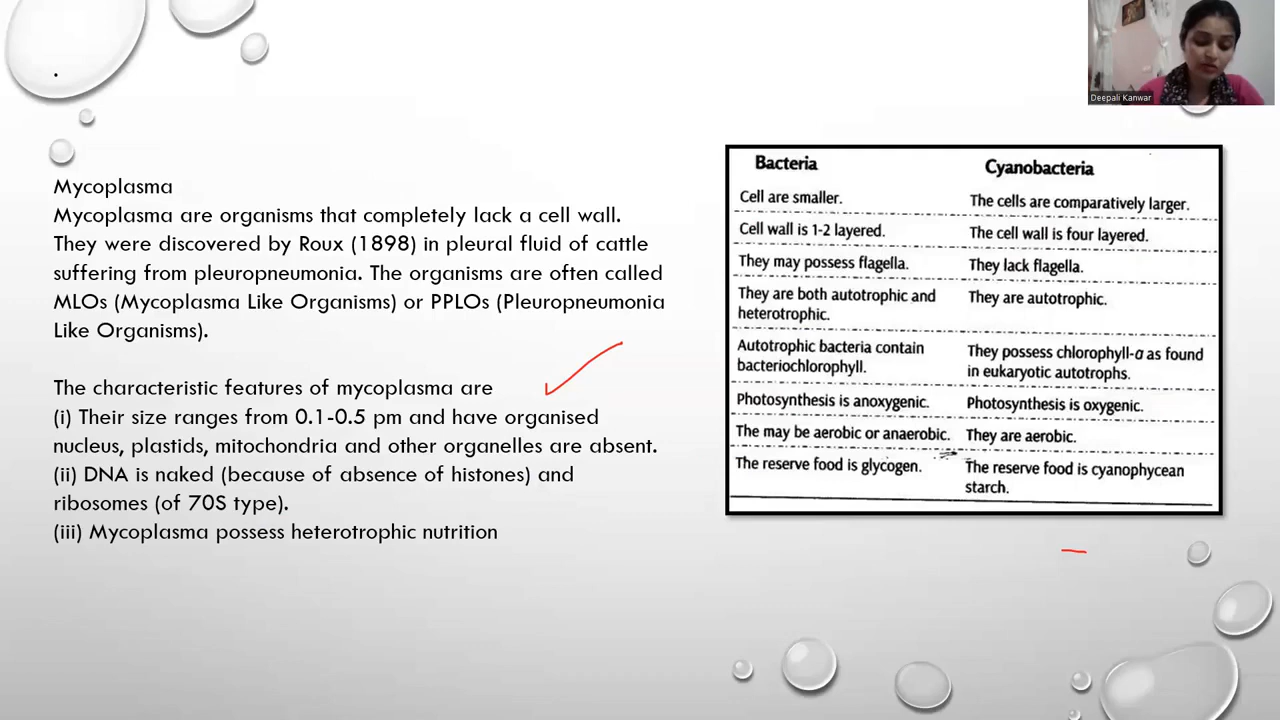 Deepali Kanwar
Mycoplasma
Mycoplasma are organisms that completely lack a cell wall.
They were discovered by Roux (1898) in pleural fluid of cattle
suffering from pleuropneumonia. The organisms are often called
MLOs (Mycoplasma Like Organisms) or PPLOs (Pleuropneumonia
Like Organisms).
The characteristic features of mycoplasma are
(i) Their size ranges from 0.1-0.5 pm and have organised
nucleus, plastids, mitochondria and other organelles are absent.
(ii) DNA is naked (because of absence of histones) and
ribosomes (of 70S type).
(iii) Mycoplasma possess heterotrophic nutrition
Bacteria Cyanobacteria
Cell are smaller. The cells are comparatively larger.
Cell wall is 1-2 layered. The cell wall is four layered.
They may possess flagella. They lack flagella.
They are both autotrophic and They are autotrophic.
heterotrophic.
Autotrophic bacteria contain They possess chlorophyll-a as found
bacteriochlorophyll. in eukaryotic autotrophs.
Photosynthesis is anoxygenic. Photosynthesis is oxygenic.
The may be aerobic or anaerobic. They are aerobic.
The reserve food is glycogen. The reserve food is cyanophycean
starch.